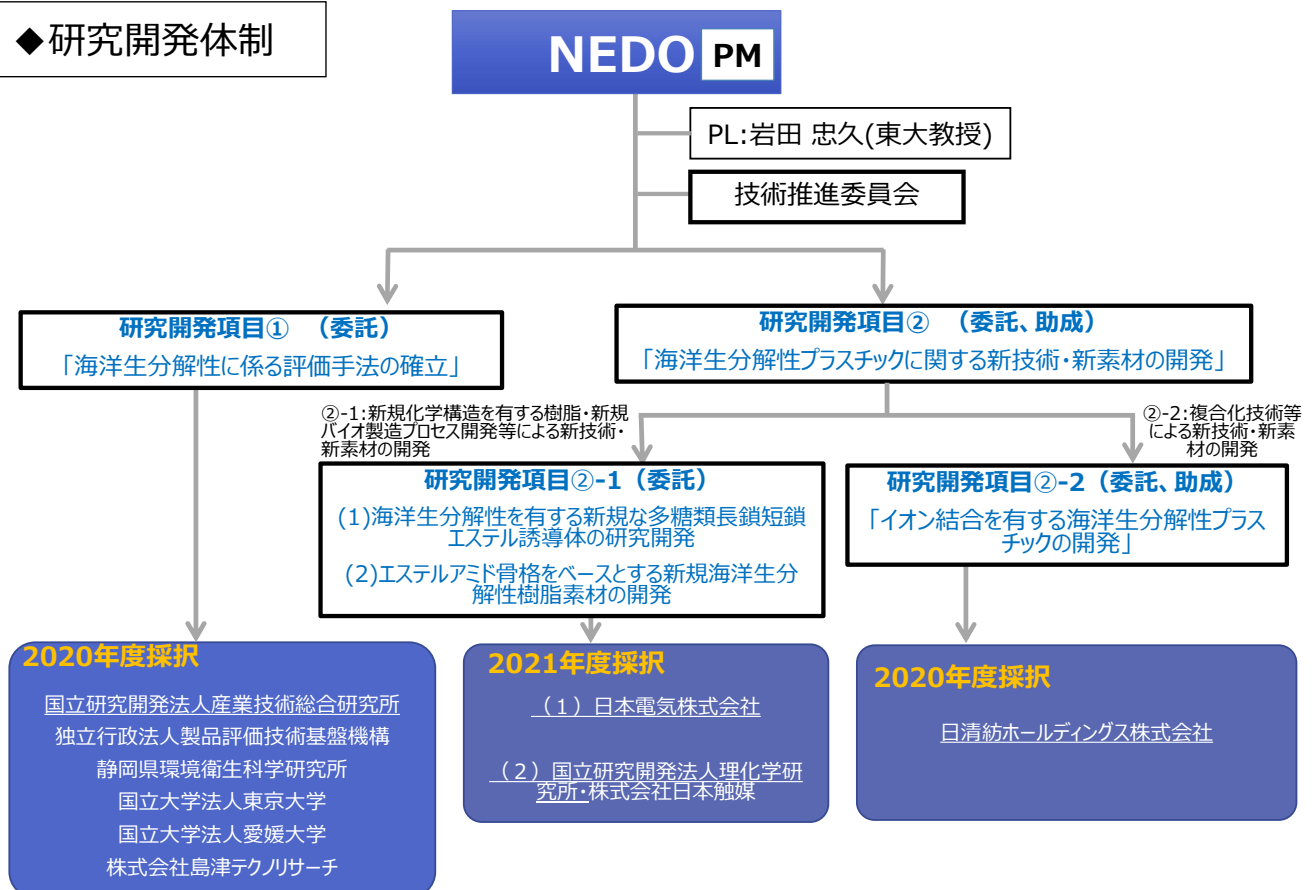 ◆研究開発体制
NEDO PM
PL:岩田 忠久(東大教授)
技術推進委員会
研究開発項目① （委託）
「海洋生分解性に係る評価手法の確立」
研究開発項目② （委託、助成）
「海洋生分解性プラスチックに関する新技術・新素材の開発」
②-1:新規化学構造を有する樹脂・新規
バイオ製造プロセス開発等による新技術・
新素材の開発
②-2:複合化技術等
による新技術・新素
材の開発
研究開発項目②-1（委託）
(1)海洋生分解性を有する新規な多糖類長鎖短鎖
エステル誘導体の研究開発
(2)エステルアミド骨格をベースとする新規海洋生分
解性樹脂素材の開発
研究開発項目②-2（委託、助成）
「イオン結合を有する海洋生分解性プラス
チックの開発」
2020年度採択
国立研究開発法人産業技術総合研究所
独立行政法人製品評価技術基盤機構
静岡県環境衛生科学研究所
国立大学法人東京大学
国立大学法人愛媛大学
株式会社島津テクノリサーチ
2021年度採択
（１）日本電気株式会社
（２）国立研究開発法人理化学研
究所・株式会社日本触媒
2020年度採択
日清紡ホールディングス株式会社